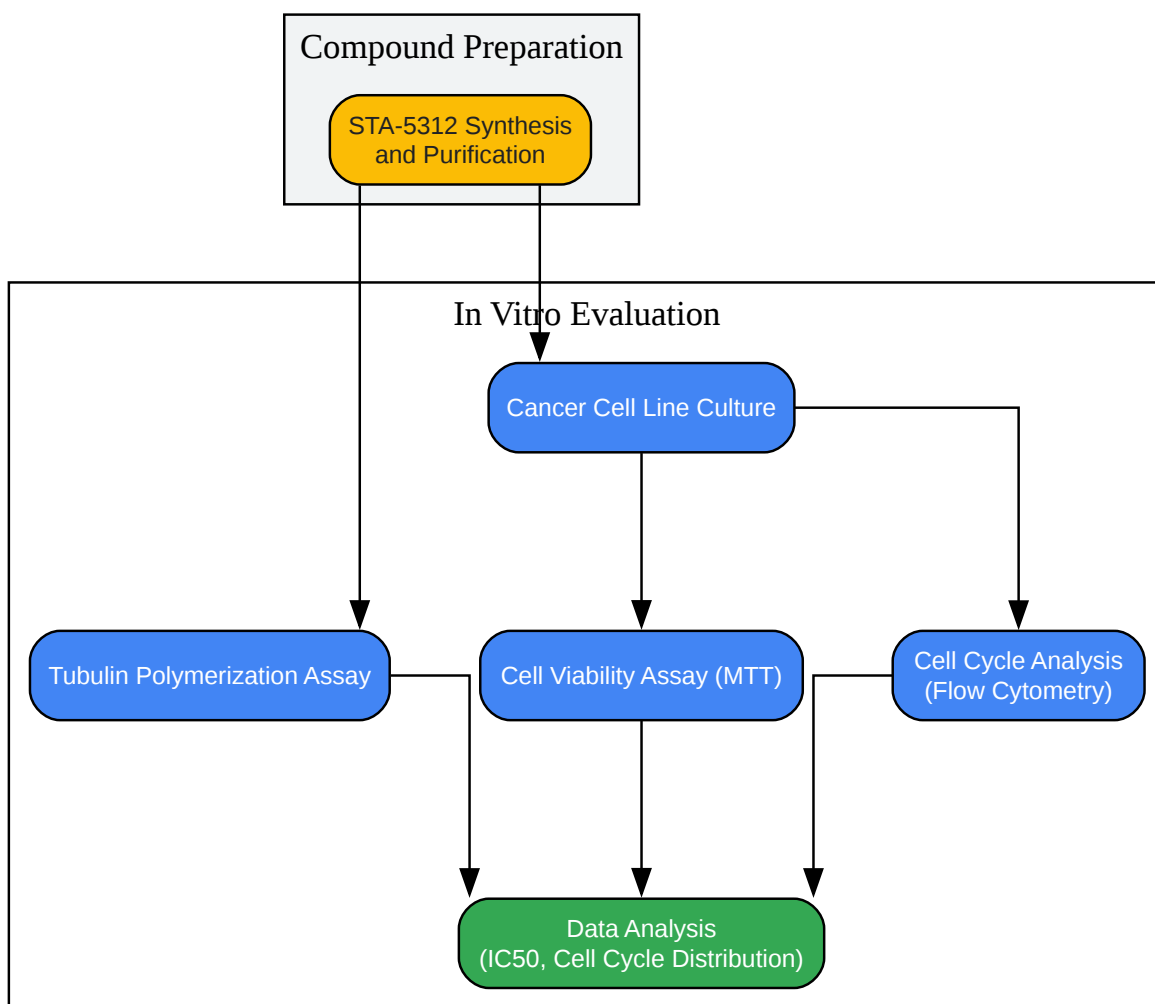 Compound Preparation
STA-5312 Synthesis
and Purification
In Vitro Evaluation
Cancer Cell Line Culture
Tubulin Polymerization Assay
Cell Viability Assay (MTT)
Cell Cycle Analysis
(Flow Cytometry)
Data Analysis
(IC50, Cell Cycle Distribution)